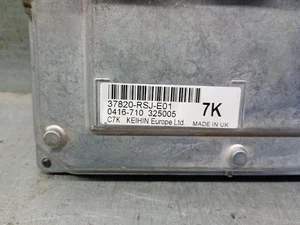 37820-RSJ-E01
0416-710 325005 7K
C7K KEIHIN Europe Ltd. MADE IN UK